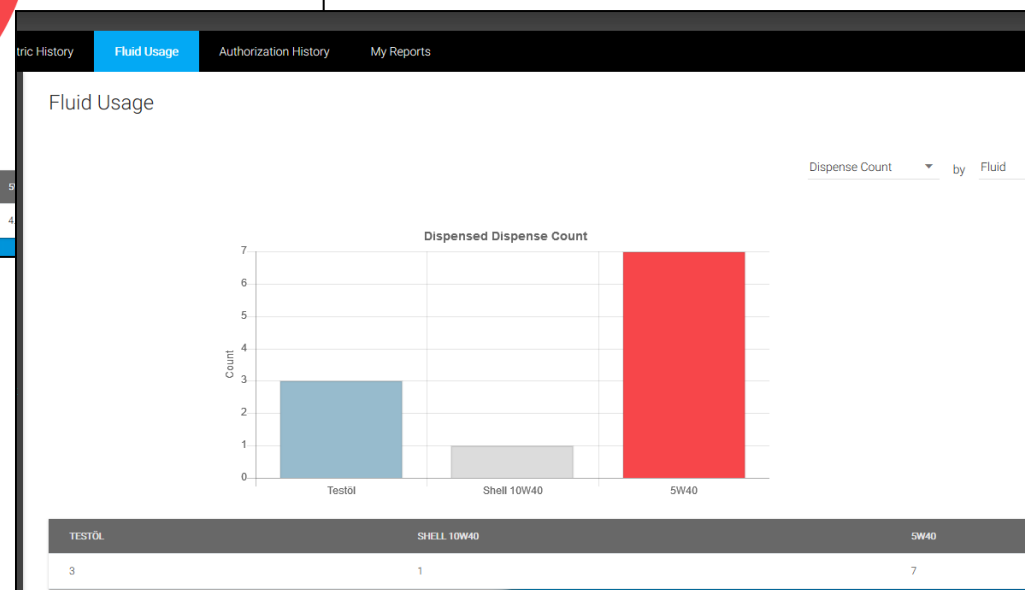 tric History Fluid Usage Authorization History My Reports
Fluid Usage
Dispense Count by Fluid
Dispensed Dispense Count
7
6
5
4
3
2
1
0
Count
Testöl Shell 10W40 5W40
TESTÖL SHELL 10W40 5W40
3 1 7